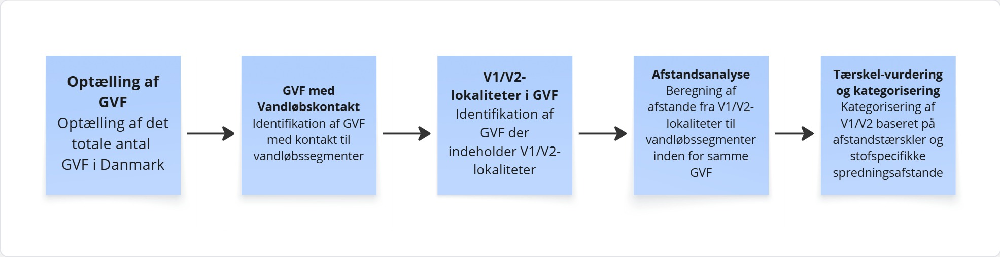 Optælling af
GVF
Optælling af det
totale antal
GVF i Danmark
GVF med
Vandløbskontakt
Identifikation af GVF
med kontakt til
vandløbssegmenter
V1/V2-
lokaliteter i GVF
Identifikation af
GVF der
indeholder V1/V2-
lokaliteter
Afstandsanalyse
Beregning af
afstande fra V1/V2-
lokaliteter til
vandløbssegmenter
inden for samme
GVF
Tærskel-vurdering
og kategorisering
Kategorisering af
V1/V2 baseret på
afstandstærskler og
stofspecifikke
spredningsafstande